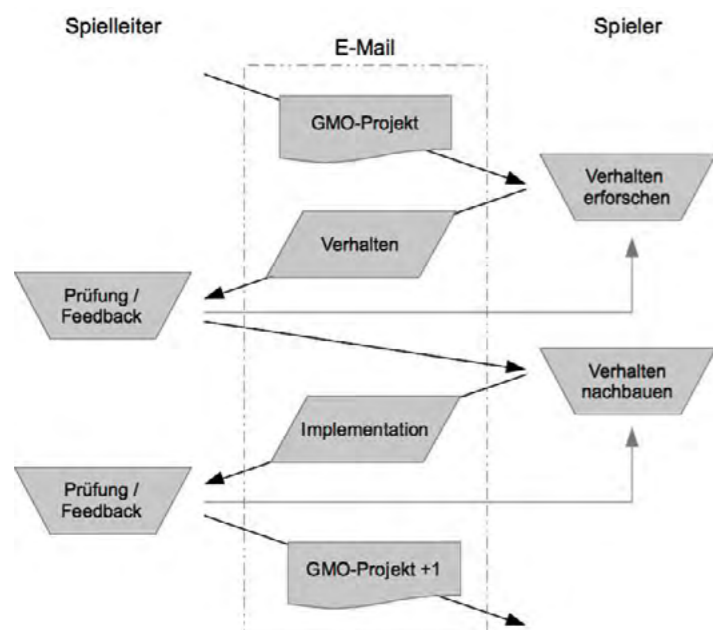 Spielleiter
E-Mail
Spieler
GMO-Projekt
Verhalten
erforschen
Verhalten
Prüfung /
Feedback
Verhalten
nachbauen
Implementation
Prüfung /
Feedback
GMO-Projekt +1